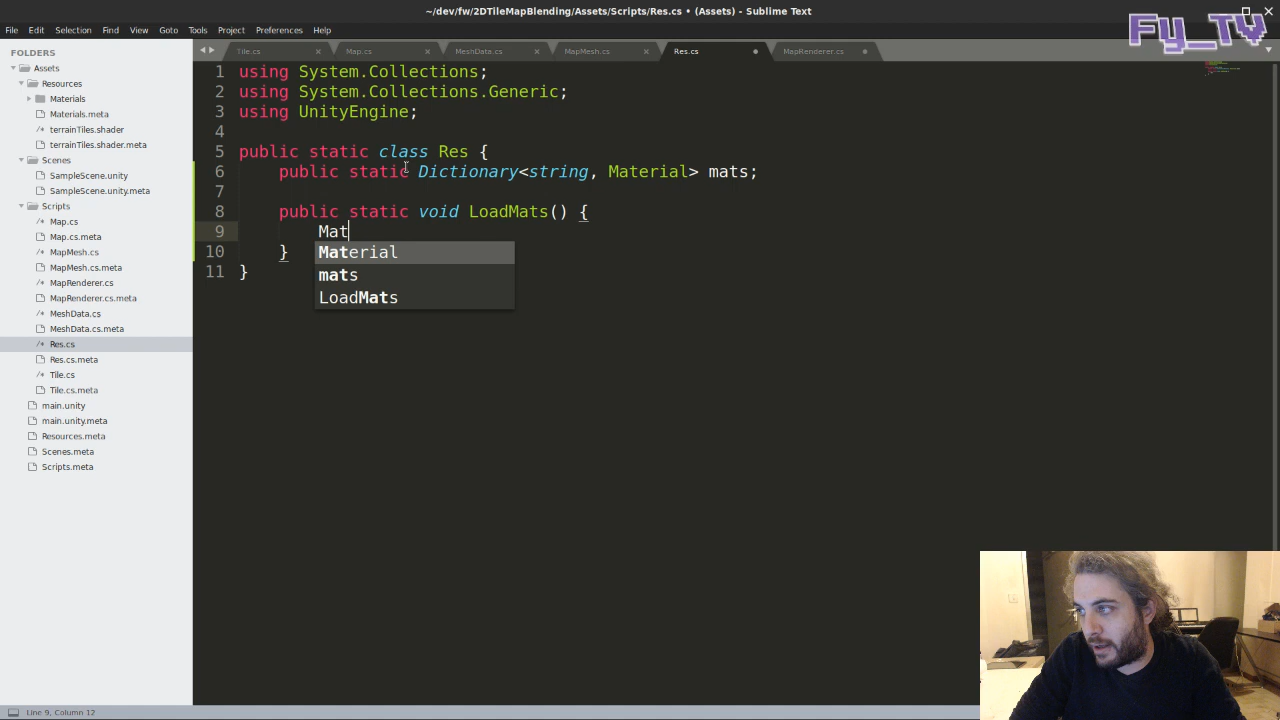 ~/dev/fw/2DTileMapBlending/Assets/Scripts/Res.cs • (Assets) - Sublime Text
File Edit Selection Find View Goto Tools Project Preferences Help
Fy_TV
FOLDERS
Assets
Resources
Materials
Materials.meta
terrainTiles.shader
terrainTiles.shader.meta
Scenes
SampleScene.unity
SampleScene.unity.meta
Scripts
Map.cs
Map.cs.meta
MapMesh.cs
MapMesh.cs.meta
MapRenderer.cs
MapRenderer.cs.meta
MeshData.cs
MeshData.cs.meta
Res.cs
Res.cs.meta
Tile.cs
Tile.cs.meta
main.unity
main.unity.meta
Resources.meta
Scenes.meta
Scripts.meta
Tile.cs Map.cs MeshData.cs MapMesh.cs Res.cs MapRenderer.cs
1 using System.Collections;
2 using System.Collections.Generic;
3 using UnityEngine;
4
5 public static class Res {
6 public static Dictionary<string, Material> mats;
7
8 public static void LoadMats() {
9 Mat
10 }
11 }
Material
mats
LoadMats
Line 9, Column 12